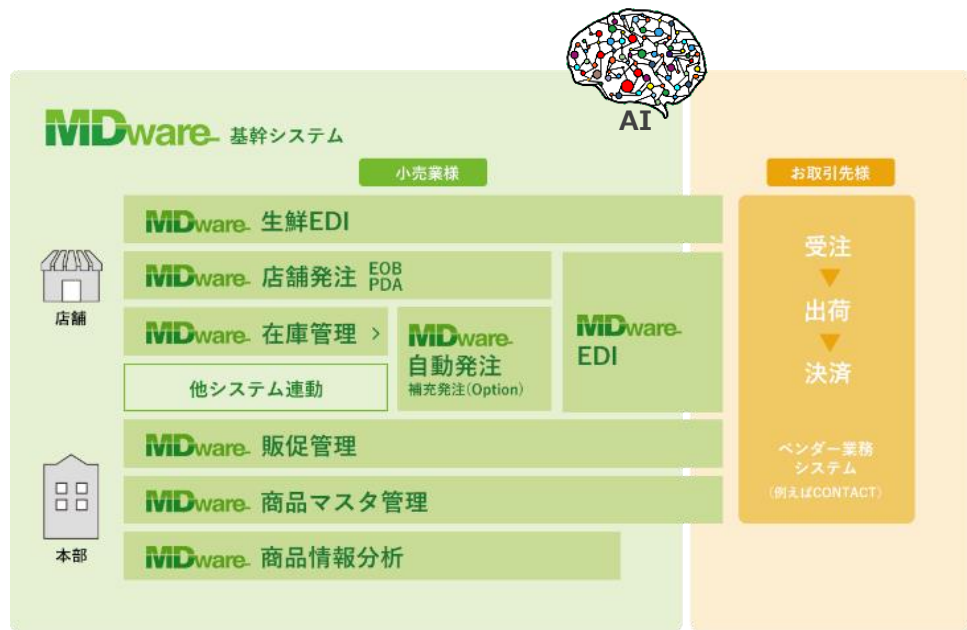 AI
MDware 基幹システム
小売業様
お取引先様
MDware 生鮮EDI
MDware 店舗発注 EOB
PDA
店舗
MDware 在庫管理 >
他システム連動
MDware
自動発注
補充発注(Option)
MDware
EDI
受注
出荷
決済
MDware 販促管理
ベンダー業務
システム
(例えばCONTACT)
MDware 商品マスタ管理
本部
MDware 商品情報分析